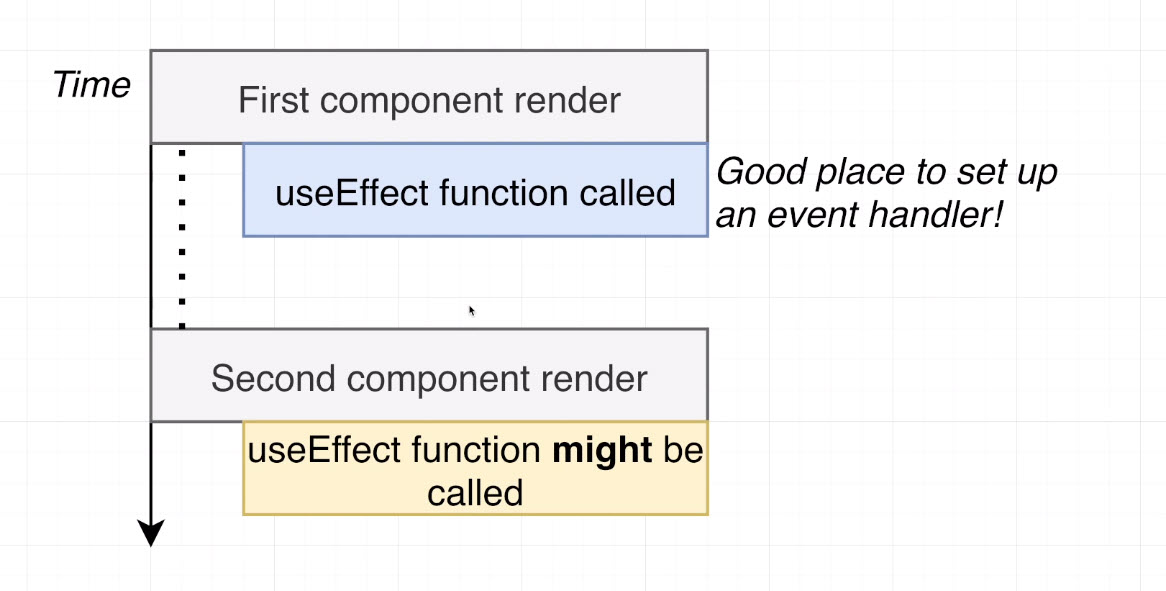 Time
First component render
useEffect function called
Good place to set up
an event handler!
Second component render
useEffect function might be
called